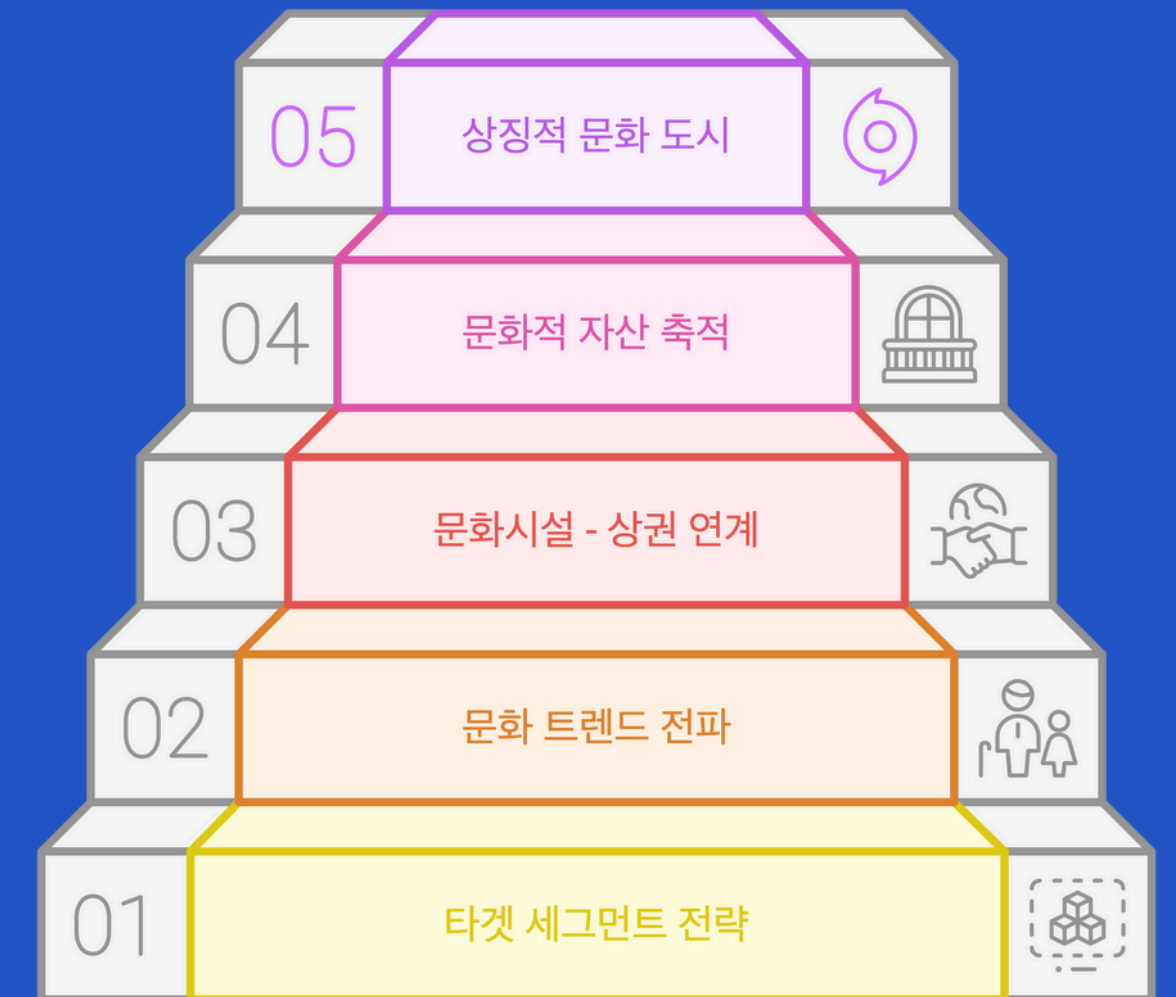 05
상징적 문화 도시
04
문화적 자산 축적
03
문화시설 - 상권 연계
02
문화 트렌드 전파
01
타겟 세그먼트 전략